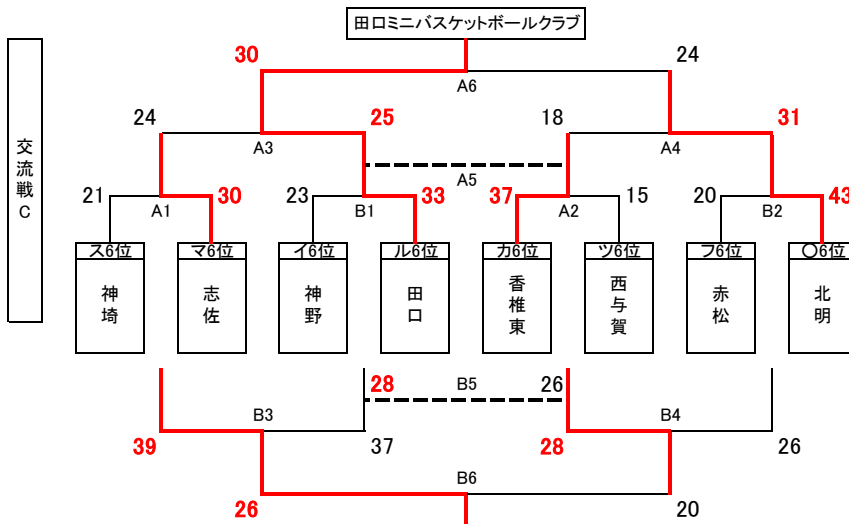 田口ミニバスケットボールクラブ
交流戦C
30 24
A6
24 25 18 31
A3 A4
A5
21 30 23 33 37 15 20 43
A1 B1 A2 B2
ス6位 マ6位 イ6位 ル6位 カ6位 ツ6位 フ6位 〇6位
神埼 志佐 神野 田口 香椎東 西与賀 赤松 北明
28 B5 26
B3 B4
39 37 28 26
B6
26 20